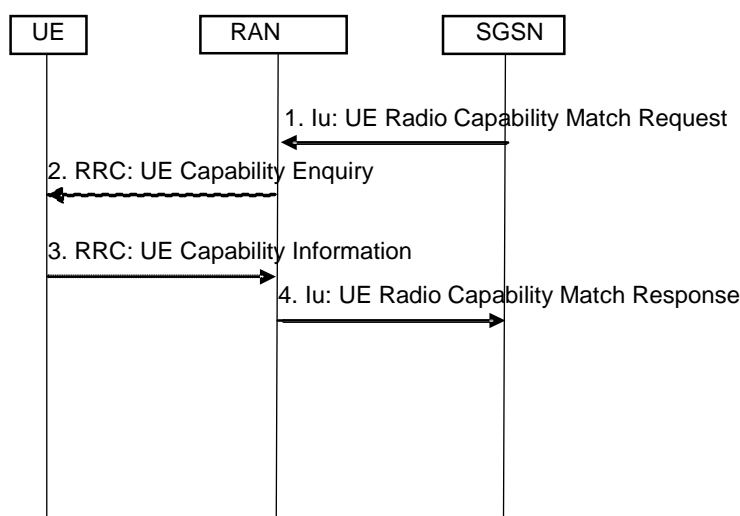 UE
RAN
SGSN
1. Iu: UE Radio Capability Match Request
2. RRC: UE Capability Enquiry
3. RRC: UE Capability Information
4. Iu: UE Radio Capability Match Response